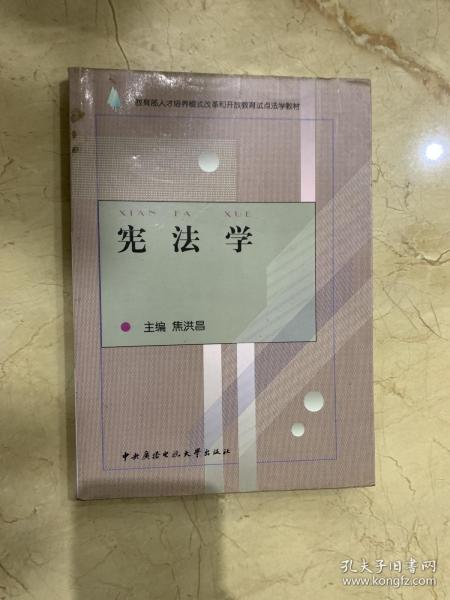 教育部人才培养模式改革和开放教育试点法学教材
XIAN FA XUE
宪法学
主编 焦洪昌
中央广播电视大学出版社
孔夫子旧书网
www.kongfz.com